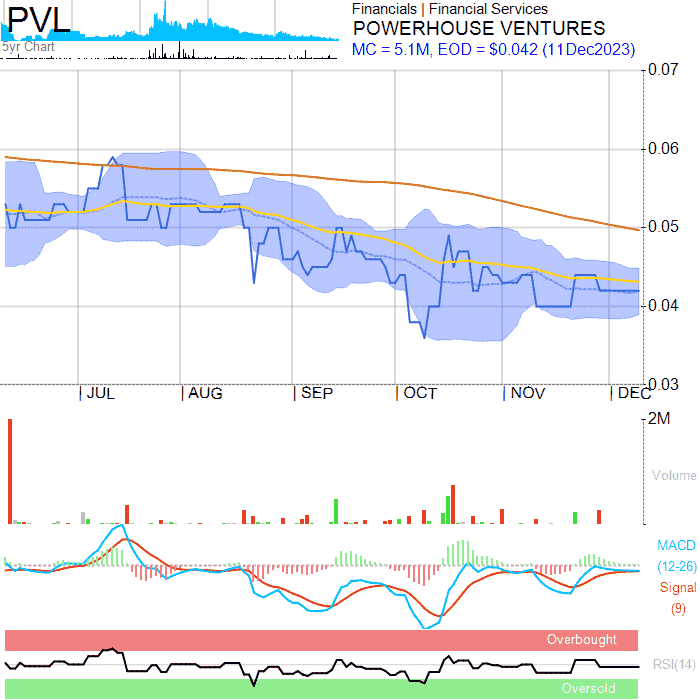 PVL
5yr Chart
Financials | Financial Services
POWERHOUSE VENTURES
MC = 5.1M, EOD = $0.042 (11Dec2023)
0.07
0.06
0.05
0.04
0.03
| JUL | AUG | SEP | OCT | NOV | DEC
2M
Volume
MACD
(12-26)
Signal
(9)
Overbought
RSI(14)
Oversold